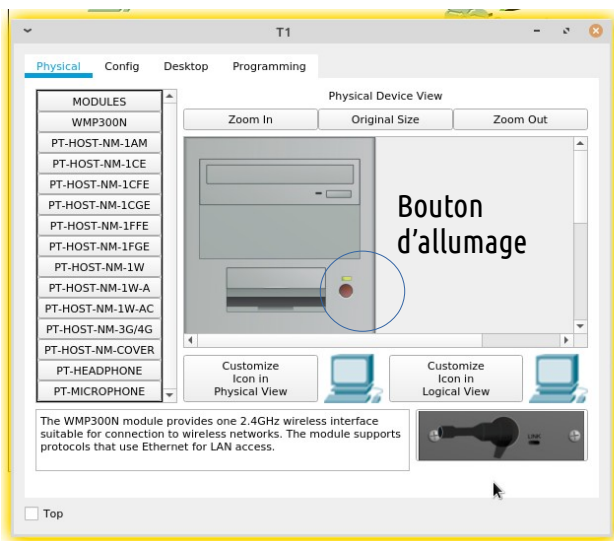 T1
Physical Config Desktop Programming
MODULES
WMP300N
PT-HOST-NM-1AM
PT-HOST-NM-1CE
PT-HOST-NM-1CFE
PT-HOST-NM-1CGE
PT-HOST-NM-1FFE
PT-HOST-NM-1FGE
PT-HOST-NM-1W
PT-HOST-NM-1W-A
PT-HOST-NM-1W-AC
PT-HOST-NM-3G/4G
PT-HOST-NM-COVER
PT-HEADPHONE
PT-MICROPHONE
Physical Device View
Zoom In Original Size Zoom Out
Bouton
d'allumage
Customize
Icon in
Physical View
Customize
Icon in
Logical View
The WMP300N module provides one 2.4GHz wireless interface
suitable for connection to wireless networks. The module supports
protocols that use Ethernet for LAN access.
LINK
Top